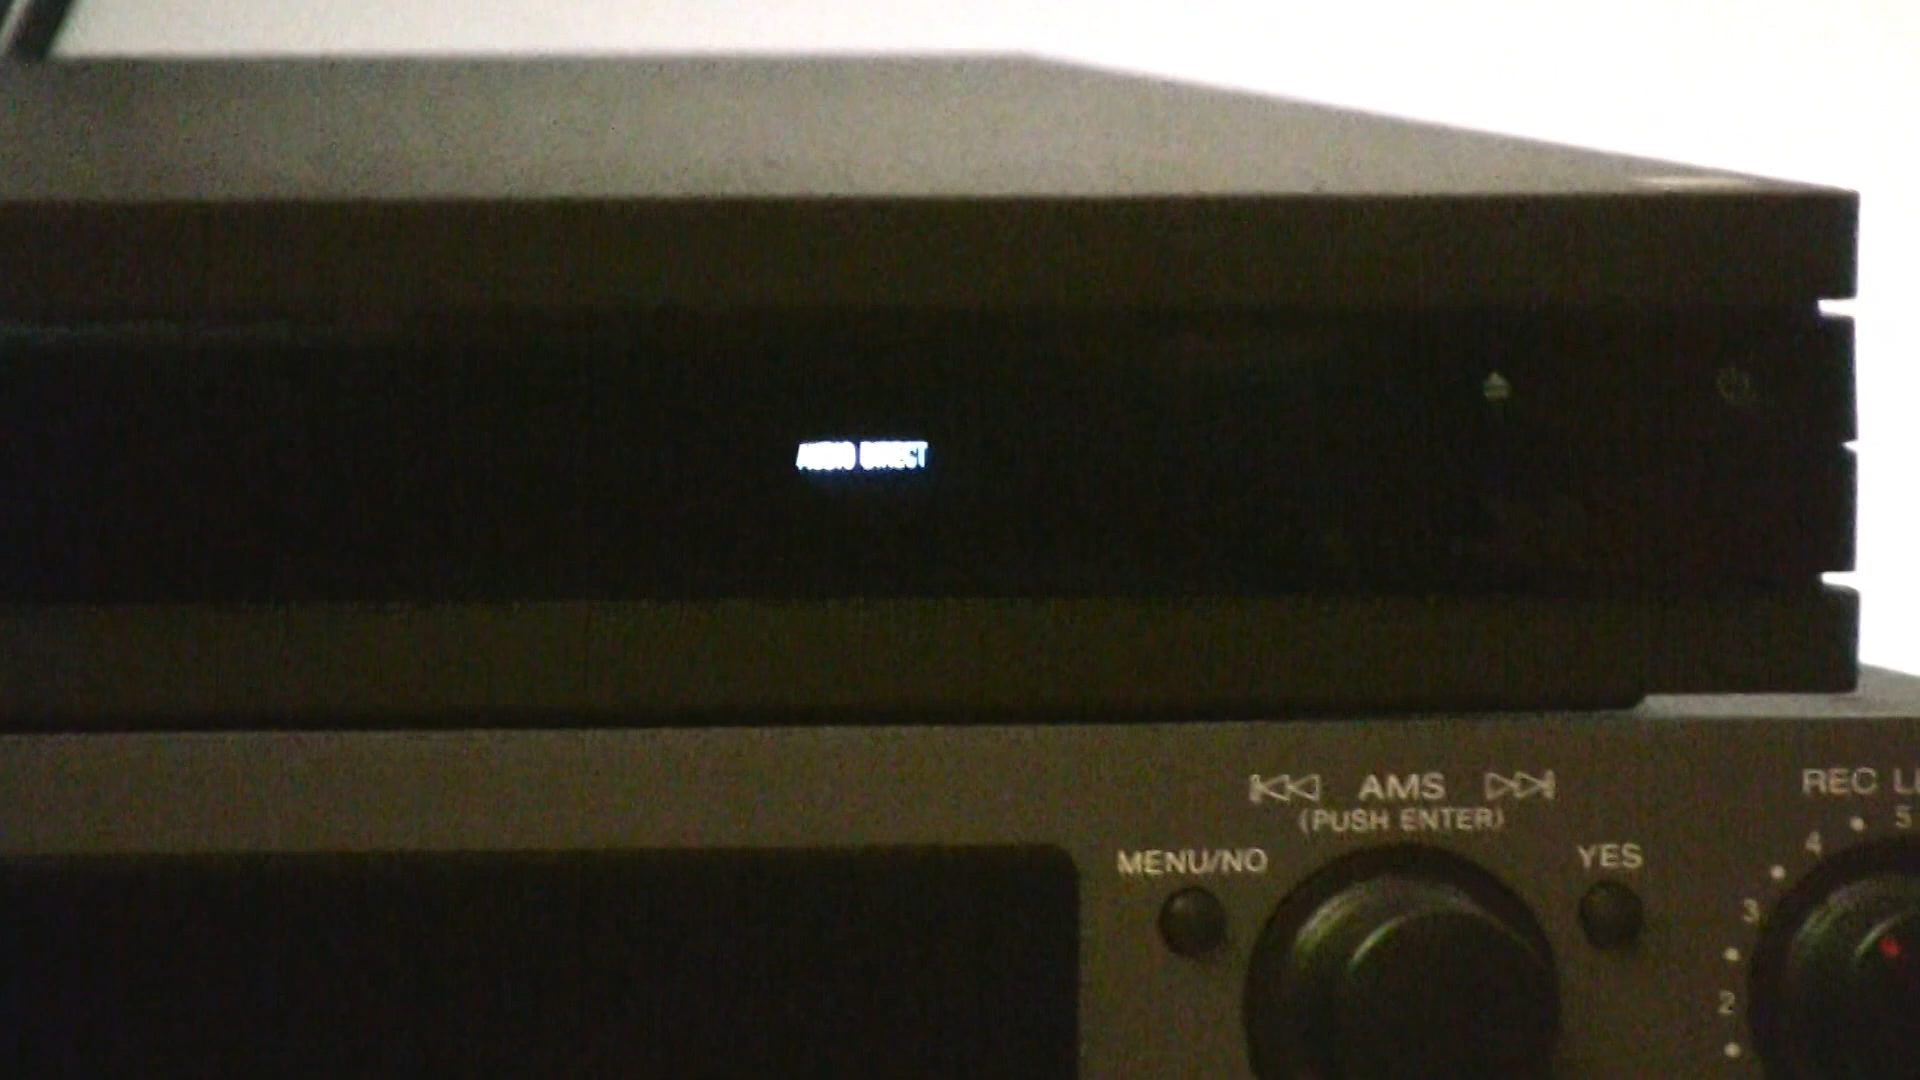 AUDIO DIRECT
AMS
(PUSH ENTER)
MENU/NO
YES
REC
5
4
3
2